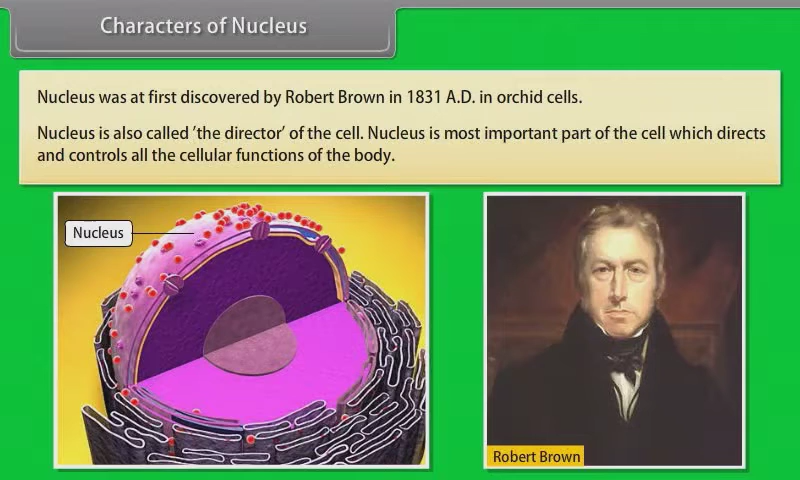 Characters of Nucleus
Nucleus was at first discovered by Robert Brown in 1831 A.D. in orchid cells.
Nucleus is also called 'the director' of the cell. Nucleus is most important part of the cell which directs
and controls all the cellular functions of the body.
Nucleus
Robert Brown